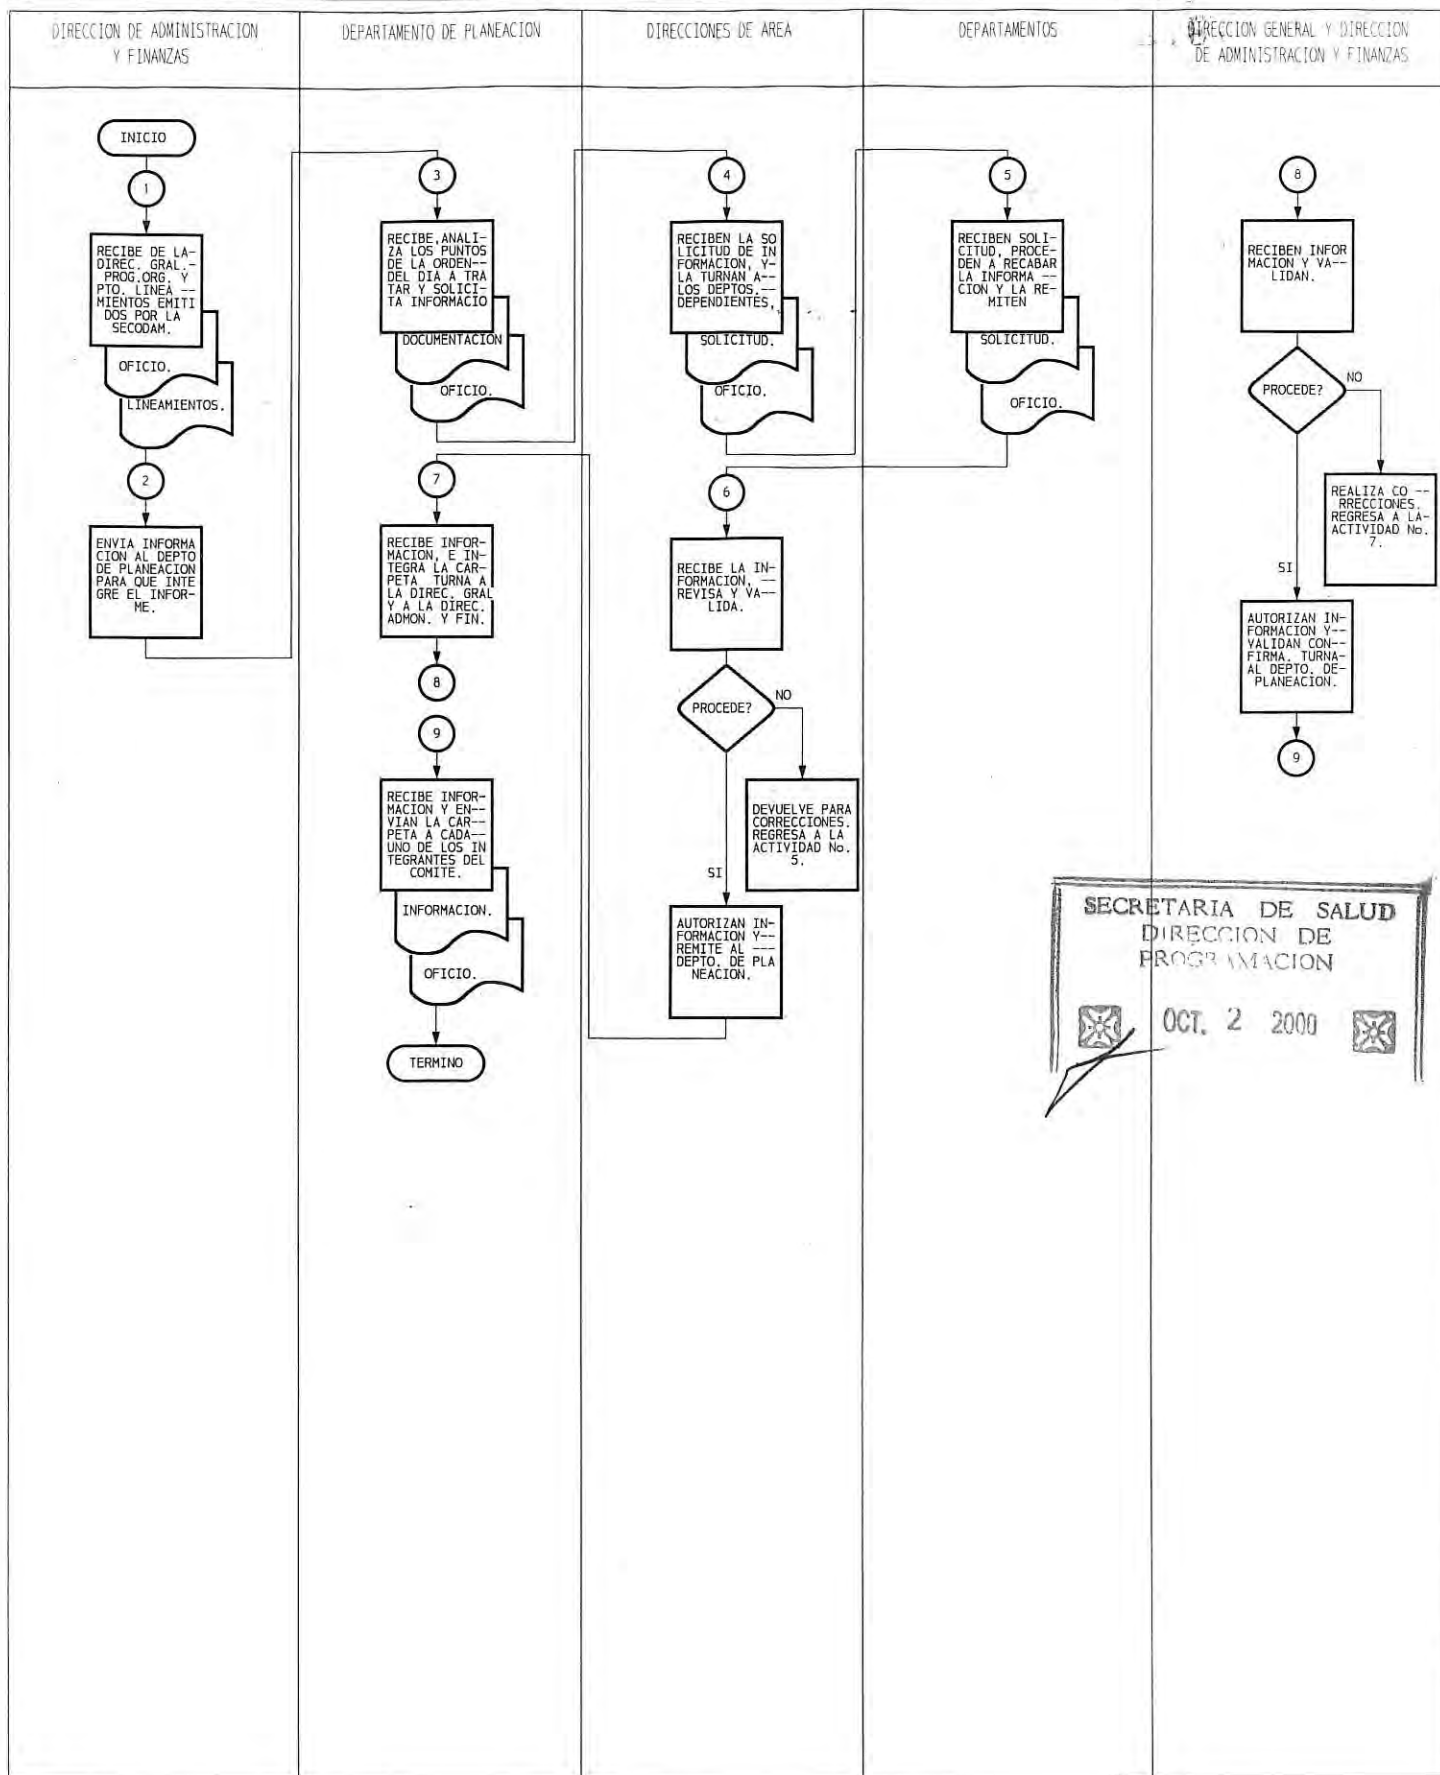 DIRECCION DE ADMINISTRACION
Y FINANZAS
DEPARTAMENTO DE PLANEACION
DIRECCIONES DE AREA
DEPARTAMENTOS
DIRECCION GENERAL Y DIRECCION
DE ADMINISTRACION Y FINANZAS
INICIO
1
RECIBE DE LA-
DIREC. GRAL.-
PROG.ORG. Y
PTO. LINEA --
MIENTOS EMITI
DOS POR LA
SECODAM.
OFICIO.
LINEAMIENTOS.
2
ENVIA INFORMA
CION AL DEPTO
DE PLANEACION
PARA QUE INTE
GRE EL INFOR-
ME.
3
RECIBE,ANALI-
ZA LOS PUNTOS
DE LA ORDEN--
DEL DIA A TRA
TAR Y SOLICI-
TA INFORMACIO
DOCUMENTACION
OFICIO.
7
RECIBE INFOR-
MACION, E IN-
TEGRA LA CAR-
PETA TURNA A
LA DIREC. GRAL
Y A LA DIREC.
ADMON. Y FIN.
8
9
RECIBE INFOR-
MACION Y EN--
VIAN LA CAR--
PETA A CADA--
UNO DE LOS IN
TEGRANTES DEL
COMITE.
INFORMACION.
OFICIO.
TERMINO
4
RECIBEN LA SO
LICITUD DE IN
FORMACION, Y-
LA TURNAN A--
LOS DEPTOS.--
DEPENDIENTES,
SOLICITUD.
OFICIO.
6
RECIBE LA IN-
FORMACION, --
REVISA Y VA--
LIDA.
PROCEDE?
NO
DEVUELVE PARA
CORRECCIONES.
REGRESA A LA
ACTIVIDAD No.
5.
SI
AUTORIZAN IN-
FORMACION Y--
REMITE AL ---
DEPTO. DE PLA
NEACION.
5
RECIBEN SOLI-
CITUD, PROCE-
DEN A RECABAR
LA INFORMA --
CION Y LA RE-
MITEN
SOLICITUD.
OFICIO.
8
RECIBEN INFOR
MACION Y VA--
LIDAN.
PROCEDE?
NO
REALIZA CO --
RRECCIONES.
REGRESA A LA-
ACTIVIDAD No.
7.
SI
AUTORIZAN IN-
FORMACION Y--
VALIDAN CON--
FIRMA. TURNA-
AL DEPTO. DE-
PLANEACION.
9
SECRETARIA DE SALUD
DIRECCION DE
PROGRAMACION
OCT. 2 2000